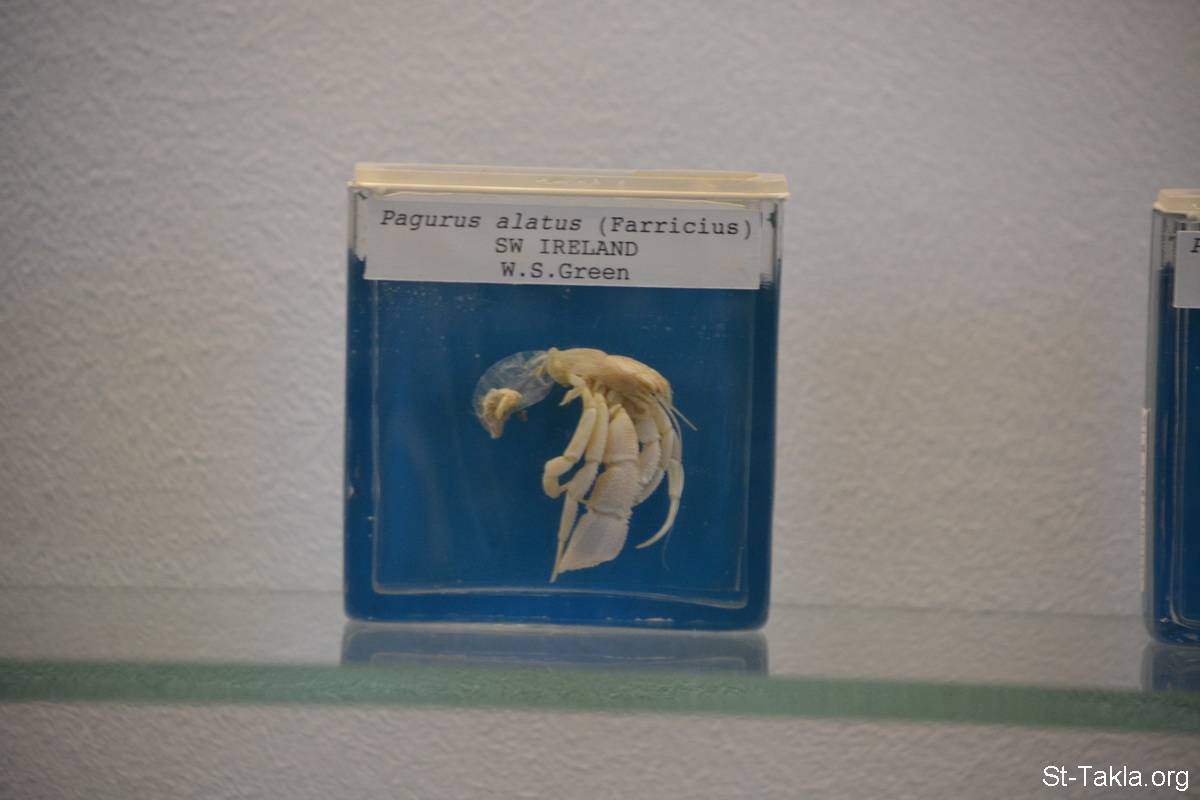 Pagurus alatus (Farricius)
SW IRELAND
W.S.Green
St-Takla.org